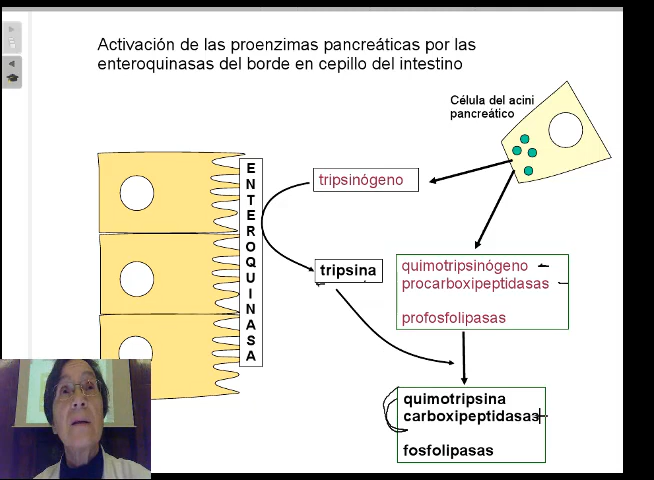 Activación de las proenzimas pancreáticas por las
enteroquinasas del borde en cepillo del intestino
Célula del acini
pancreático
tripsinógeno
ENTEROQUINASA
tripsina
quimotripsinógeno
procarboxipeptidasas
profosfolipasas
quimotripsina
carboxipeptidasas
fosfolipasas